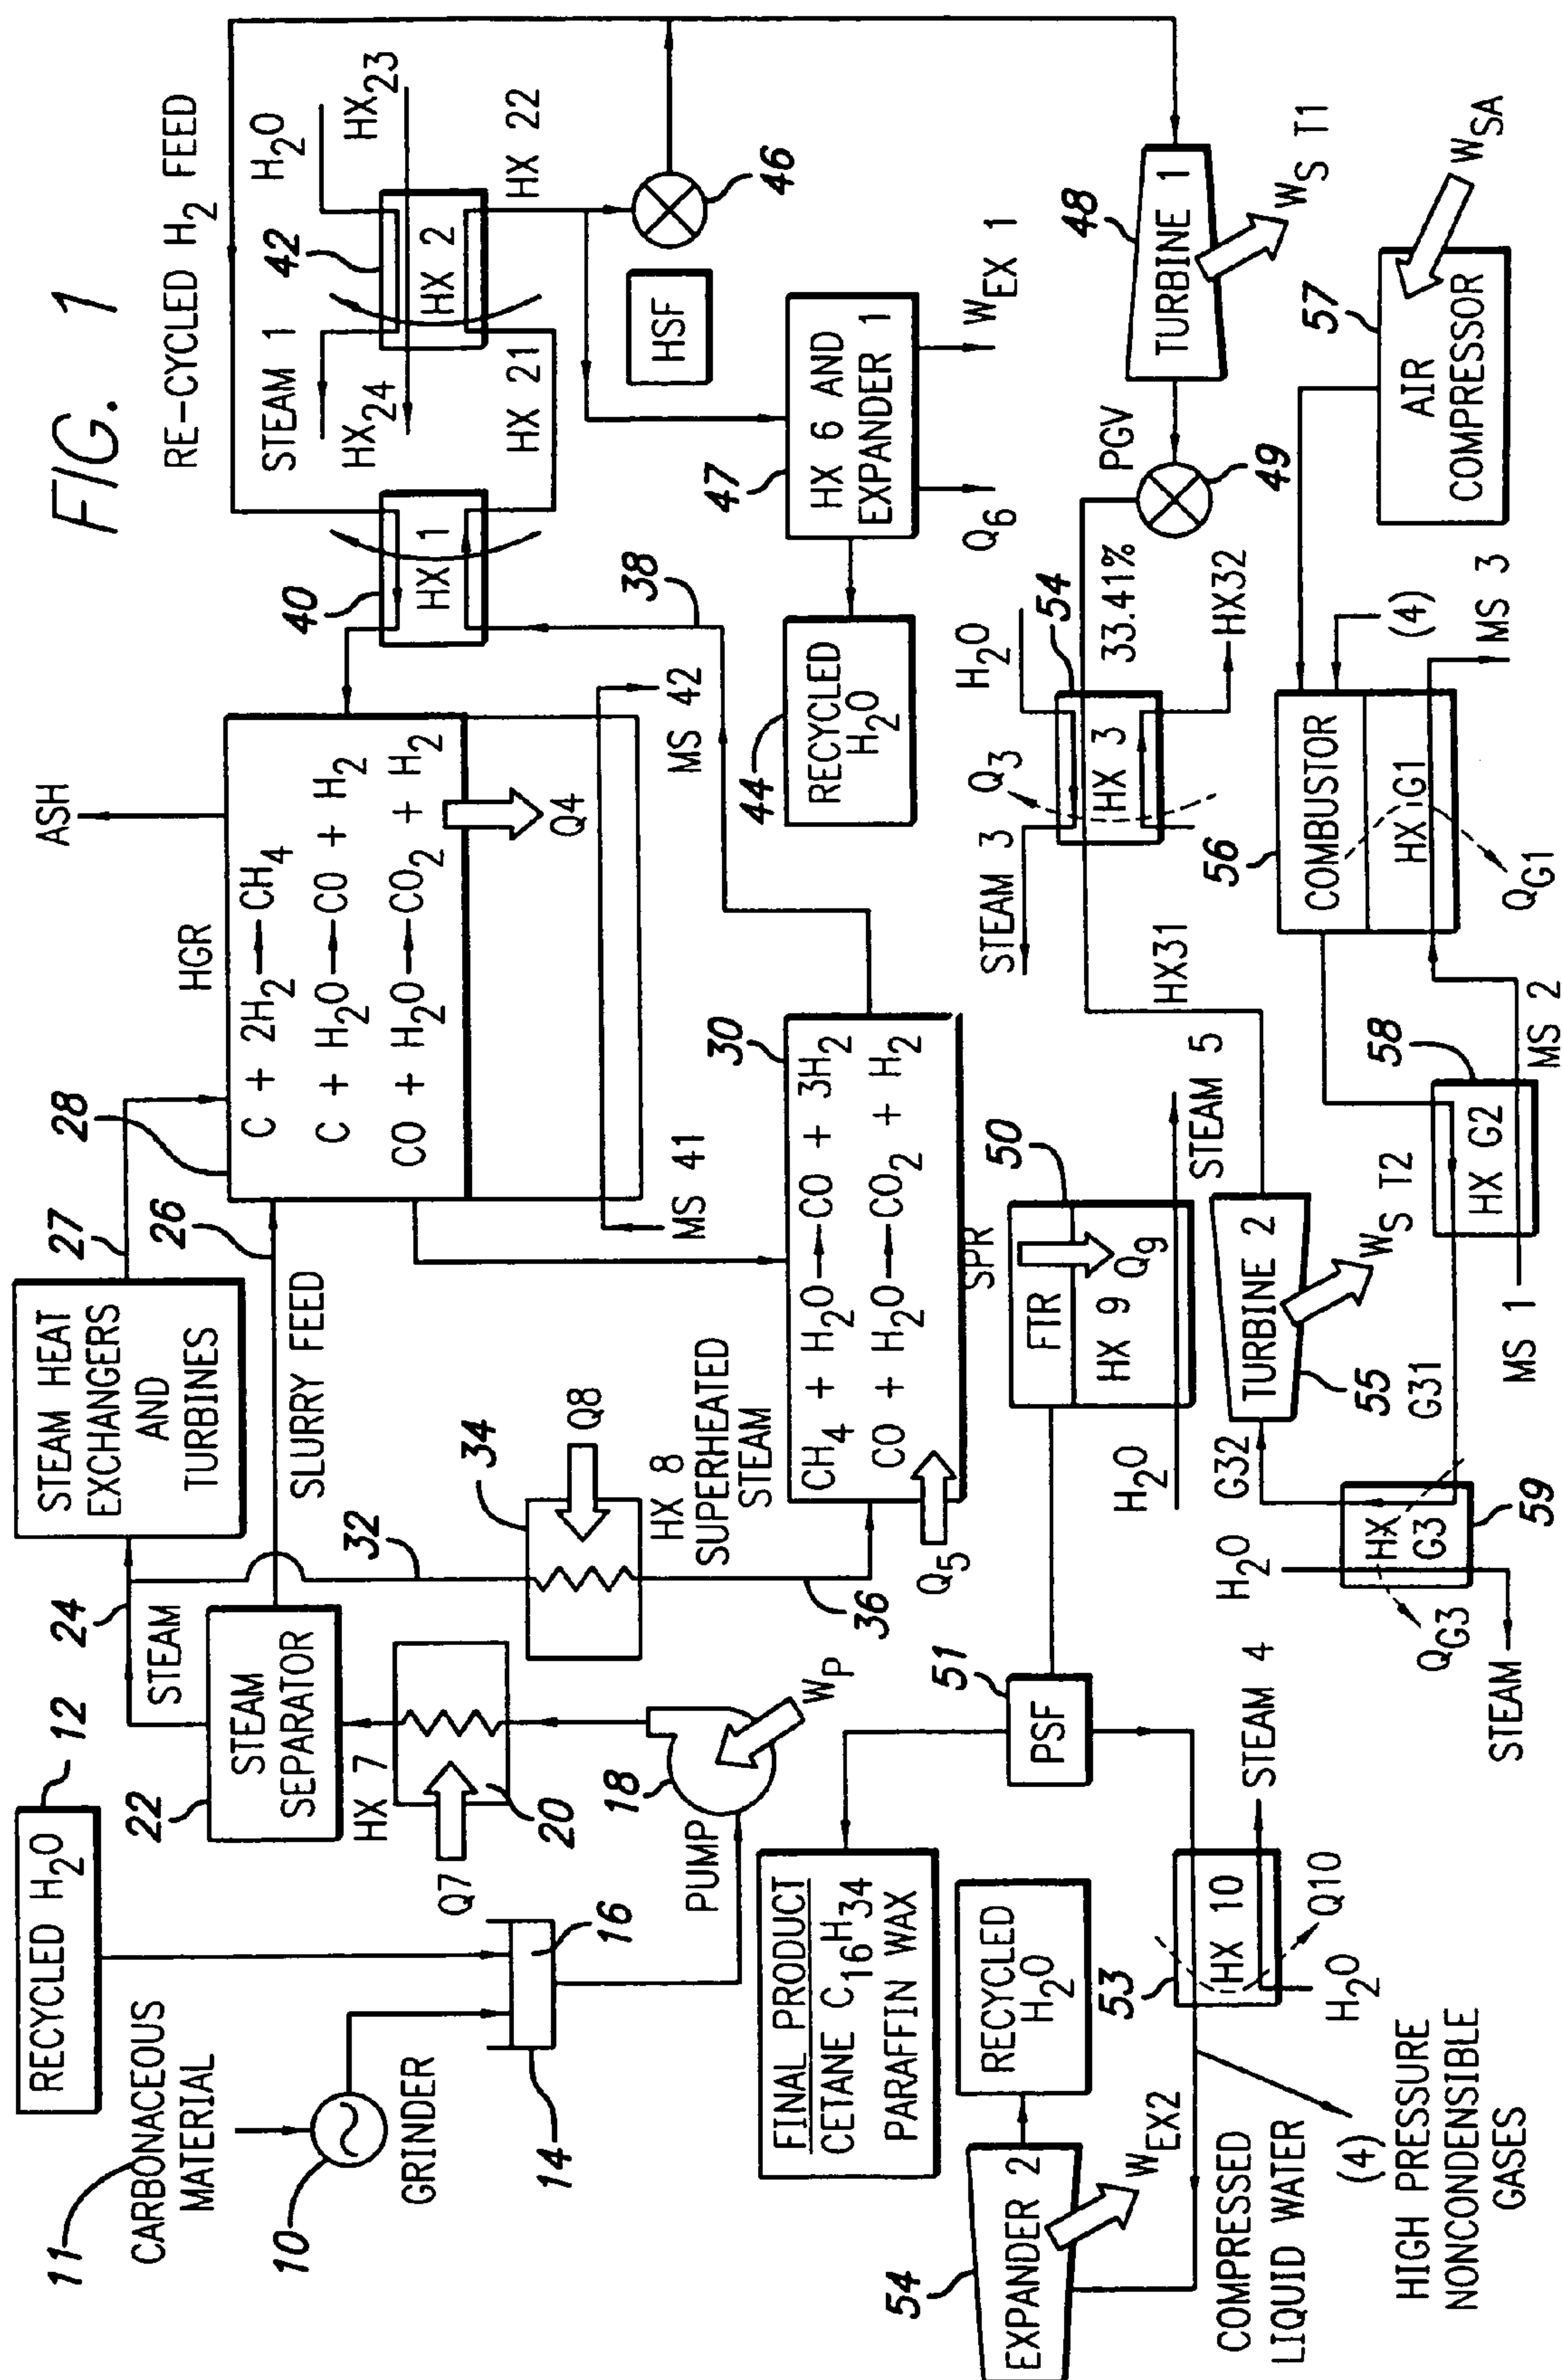 FIG. 1
RECYCLED H2O
12
11
CARBONACEOUS
MATERIAL
10
GRINDER
14
16
PUMP
18
WP
Q7
20
HX 7
22
STEAM
SEPARATOR
STEAM
24
STEAM HEAT
EXCHANGERS
AND
TURBINES
27
26
SLURRY FEED
32
34
Q8
HX 8
SUPERHEATED
STEAM
36
28
HGR
ASH
C + 2H2 → CH4
C + H2O → CO + H2
CO + H2O → CO2 + H2
Q4
MS 41
MS 42
30
CH4 + H2O → CO + 3H2
CO + H2O → CO2 + H2
Q5
SPR
38
40
HX 1
RE-CYCLED H2 FEED
STEAM 1
HX24
HX 21
42
HX 2
H2O
HX23
HX 22
46
HSF
47
HX 6 AND
EXPANDER 1
Q6
WEX 1
44
RECYCLED
H2O
48
TURBINE 1
WS T1
PGV
49
33.41%
54
H2O
HX32
HX 3
Q3
STEAM 3
HX31
57
AIR
COMPRESSOR
WSA
(4)
MS 3
56
COMBUSTOR
HX G1
QG1
MS 2
58
HX G2
MS 1
TURBINE 2
WS T2
55
G31
G32
H2O
HX
G3
59
QG3
STEAM
50
FTR
HX 9
Q9
H2O
STEAM 5
51
PSF
FINAL PRODUCT
CETANE C16H34
PARAFFIN WAX
RECYCLED
H2O
53
HX 10
STEAM 4
Q10
H2O
54
EXPANDER 2
WEX2
COMPRESSED
LIQUID WATER
(4)
HIGH PRESSURE
NONCONDENSIBLE
GASES